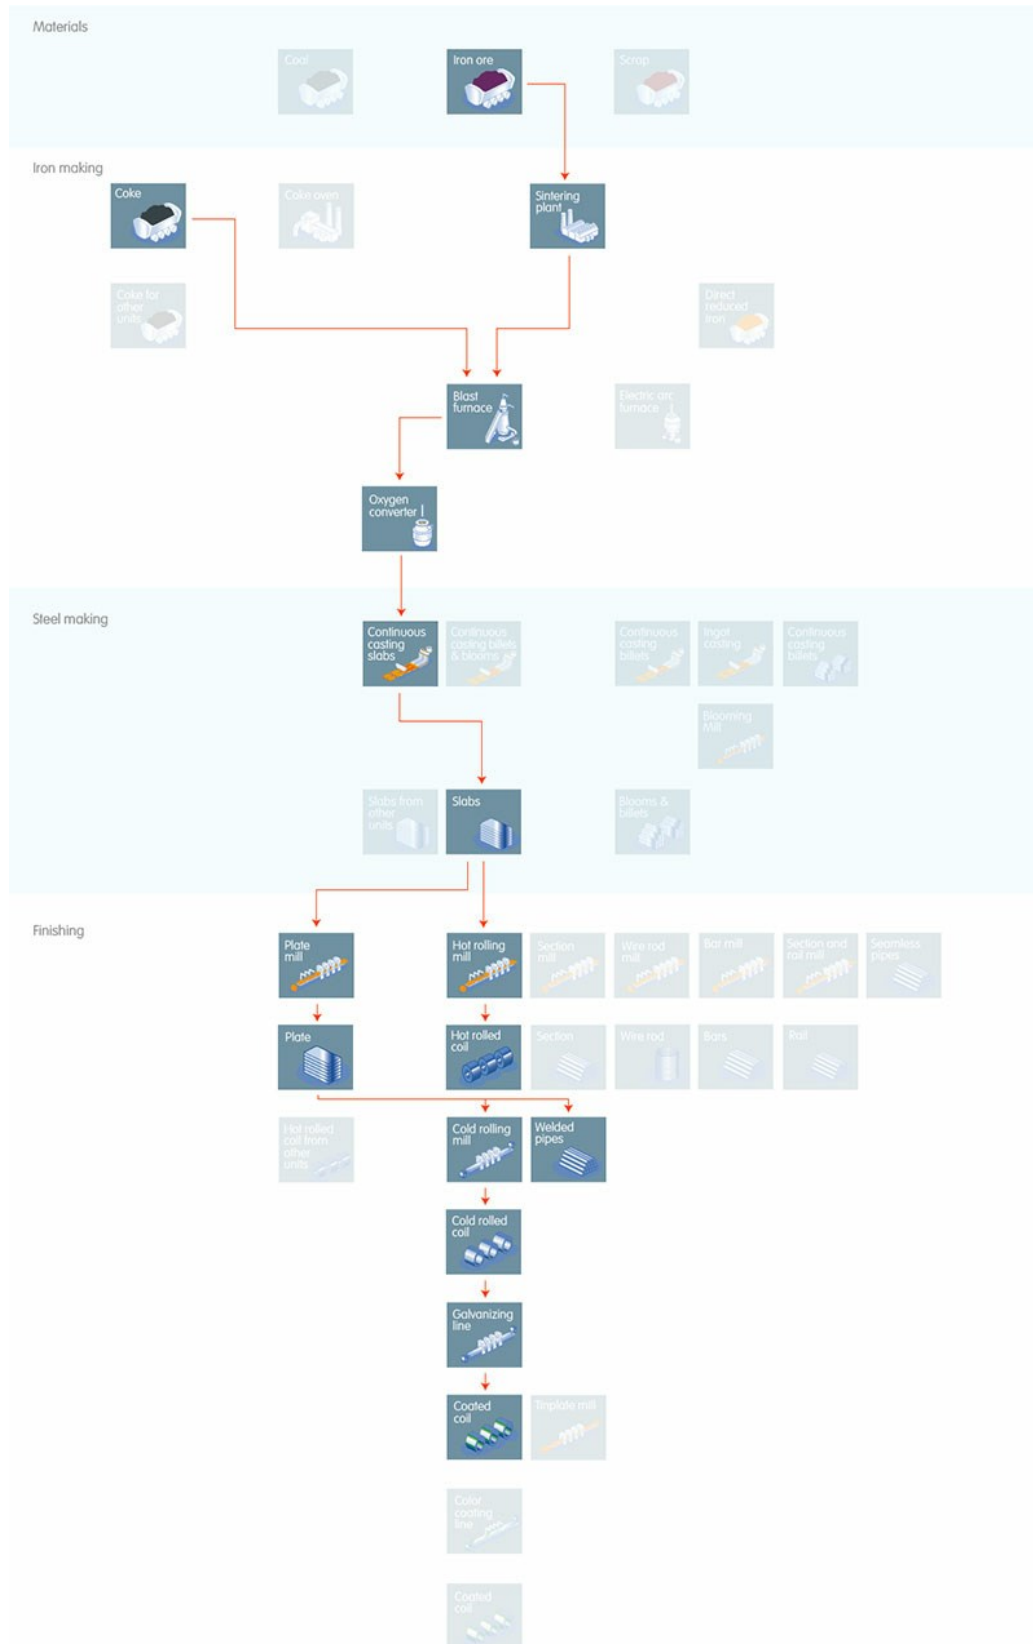 Materials
Coal
Iron ore
Scrap
Iron making
Coke
Coke oven
Sintering
plant
Coke for
other
units
Direct
reduced
iron
Blast
furnace
Electric arc
furnace
Oxygen
converter
Steel making
Continuous
casting
slabs
Continuous
casting billets
& blooms
Continuous
casting
billets
Ingot
casting
Continuous
casting
billets
Blooming
Mill
Slabs from
other
units
Slabs
Blooms &
billets
Finishing
Plate
mill
Hot rolling
mill
Section
mill
Wire rod
mill
Bar mill
Section and
rail mill
Seamless
pipes
Plate
Hot rolled
coil
Section
Wire rod
Bars
Rail
Hot rolled
coil from
other
units
Cold rolling
mill
Welded
pipes
Cold rolled
coil
Galvanizing
line
Coated
coil
Tinplate mill
Color
coating
line
Coated
coil